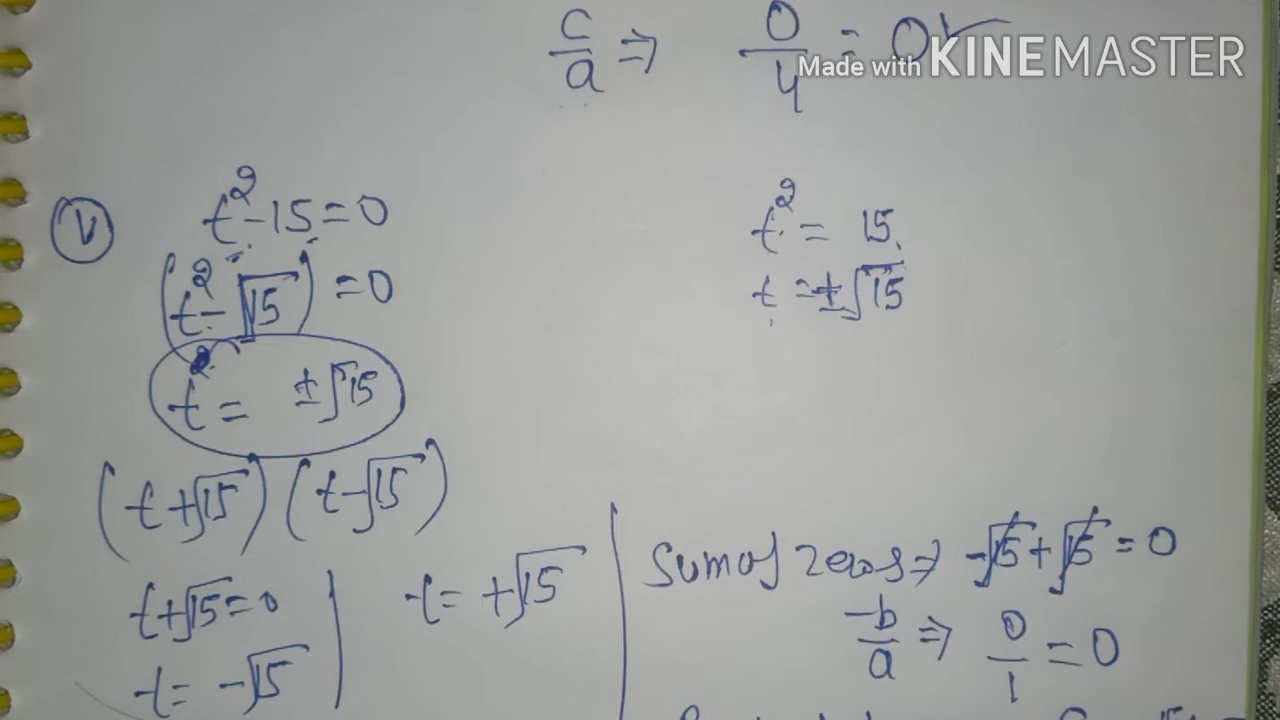 c/a ⇒ 0/4 = 0
Made with KINEMASTER
(v) t² - 15 = 0
(t² - √15) = 0
t = ±√15
(t + √15) (t - √15)
t + √15 = 0
t = -√15
t = +√15
t² = 15
t = ±√15
Sum of zeros ⇒ -√15 + √15 = 0
-b/a ⇒ 0/1 = 0